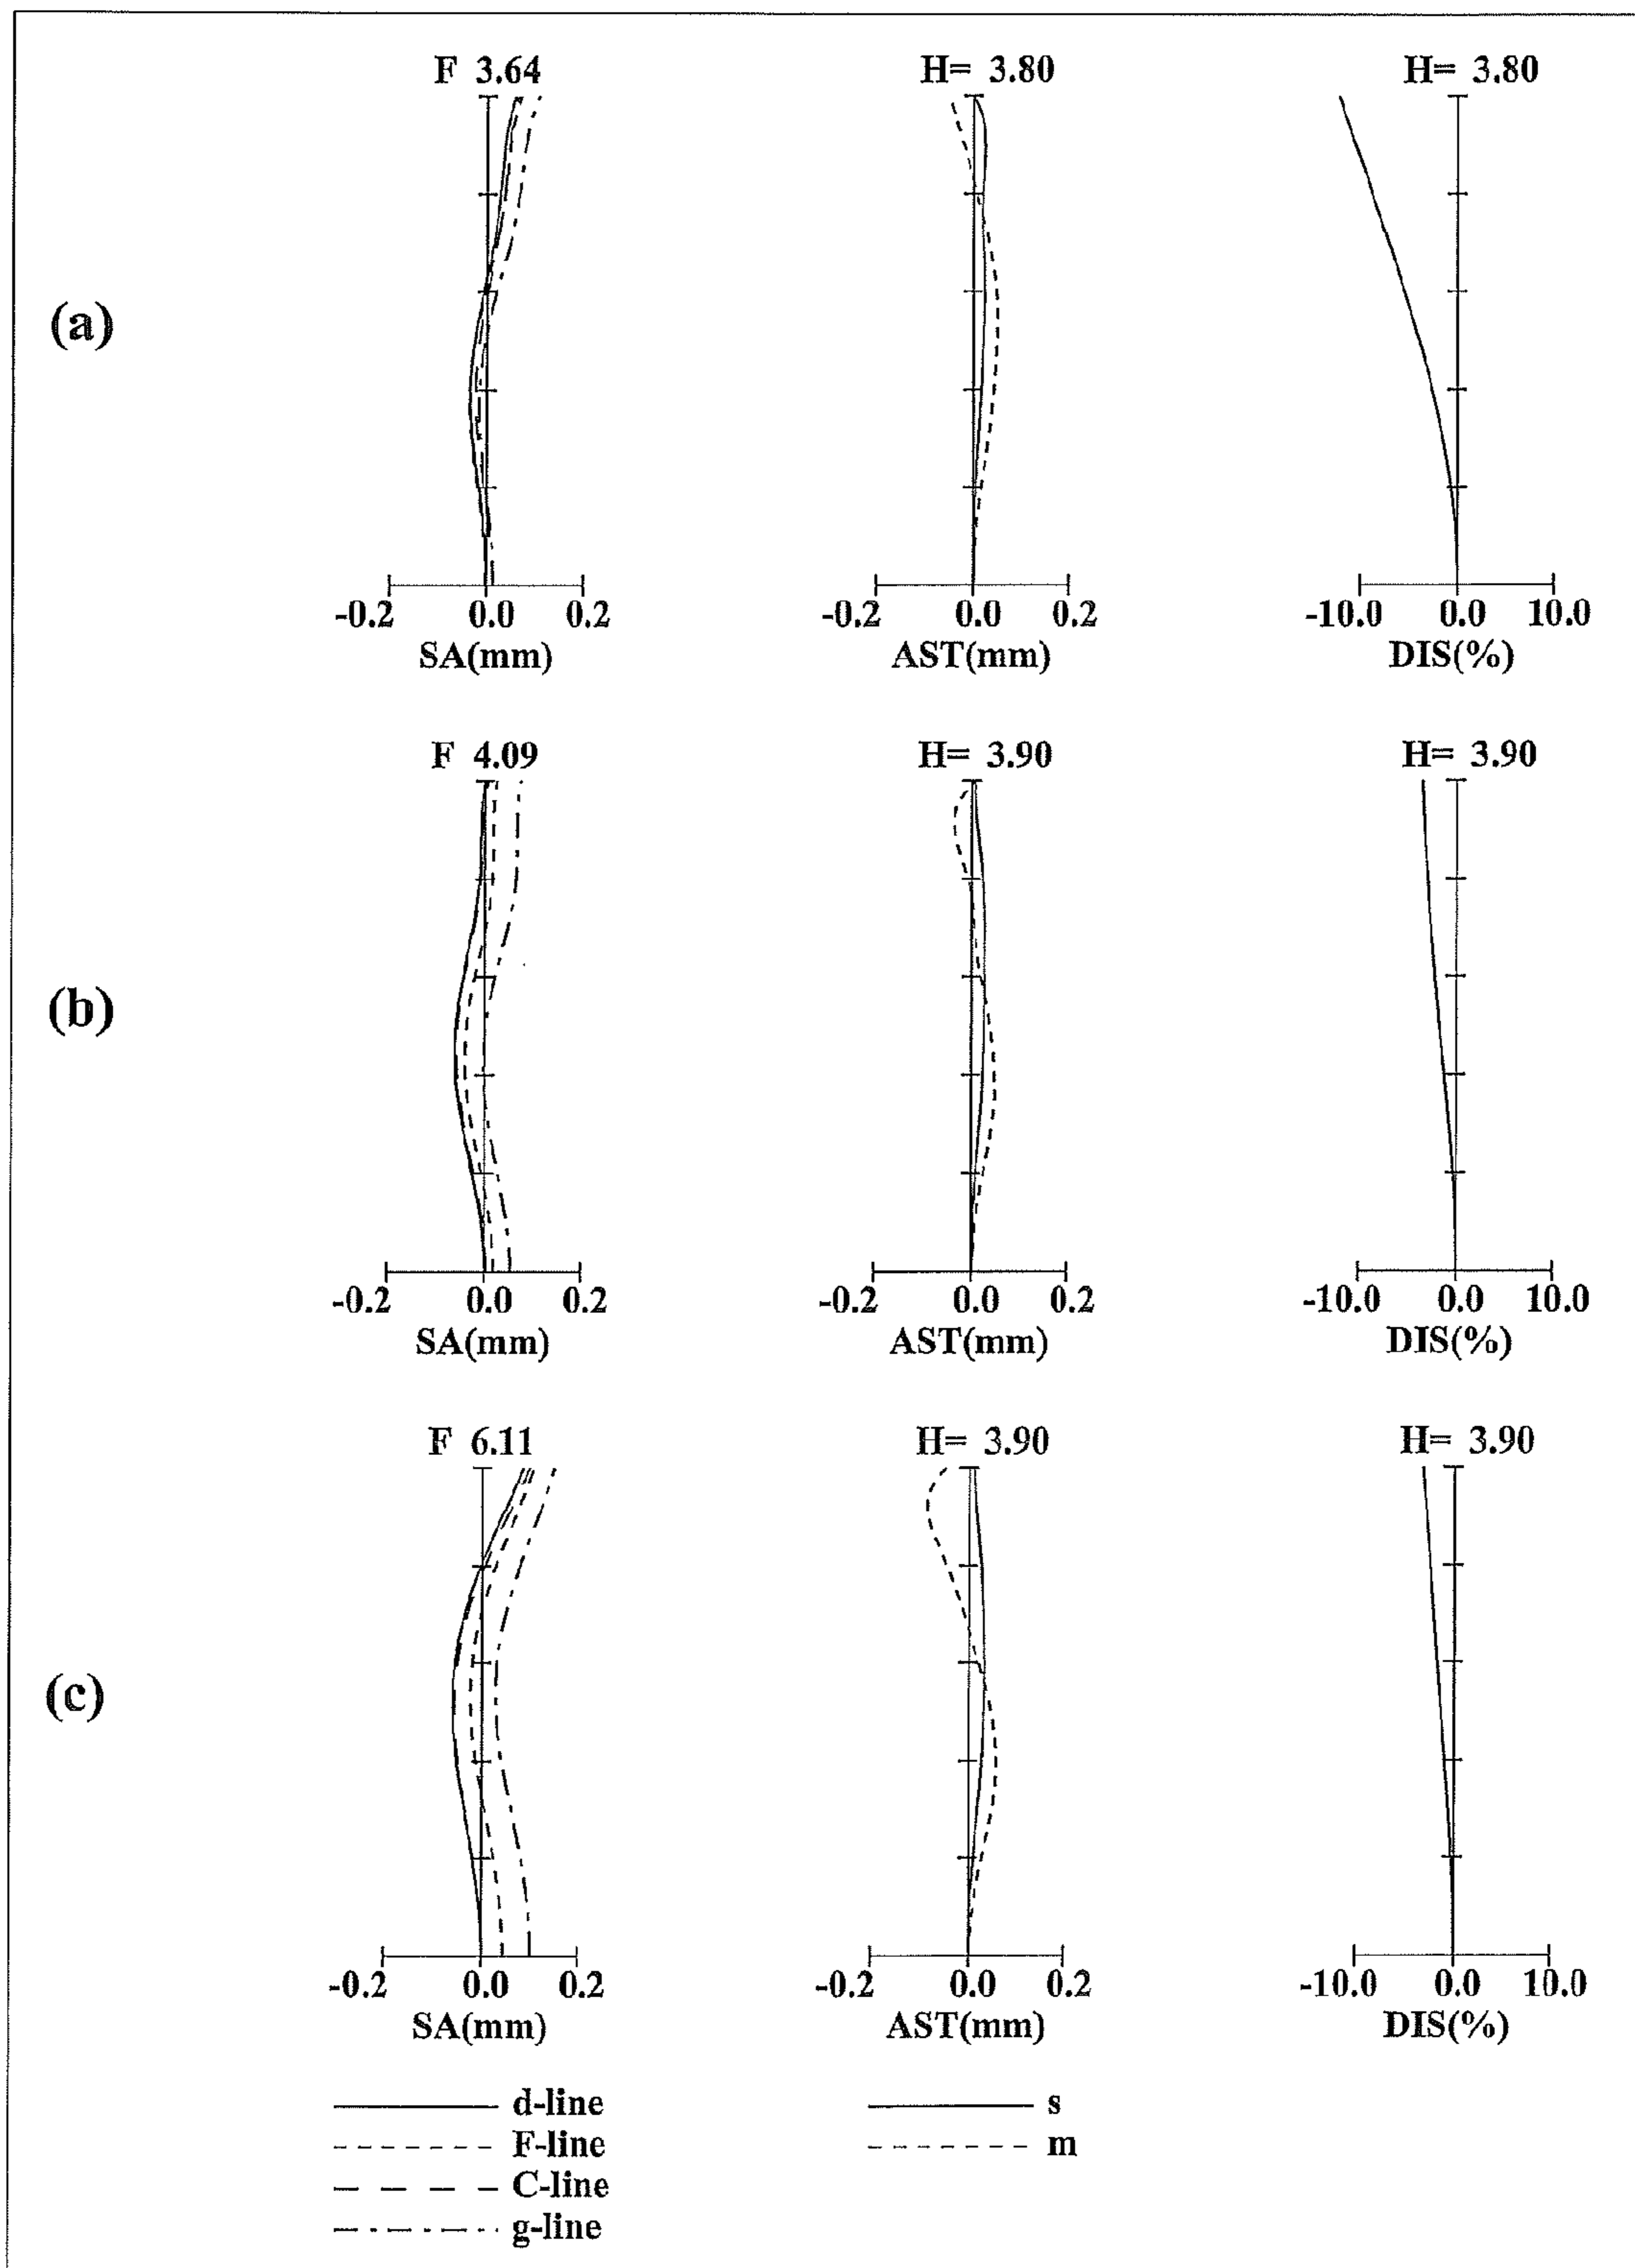 F 3.64 H= 3.80 H= 3.80
(a)
-0.2 0.0 0.2 -0.2 0.0 0.2 -10.0 0.0 10.0
SA(mm) AST(mm) DIS(%)
F 4.09 H= 3.90 H= 3.90
(b)
-0.2 0.0 0.2 -0.2 0.0 0.2 -10.0 0.0 10.0
SA(mm) AST(mm) DIS(%)
F 6.11 H= 3.90 H= 3.90
(c)
-0.2 0.0 0.2 -0.2 0.0 0.2 -10.0 0.0 10.0
SA(mm) AST(mm) DIS(%)
d-line s
F-line m
C-line
g-line